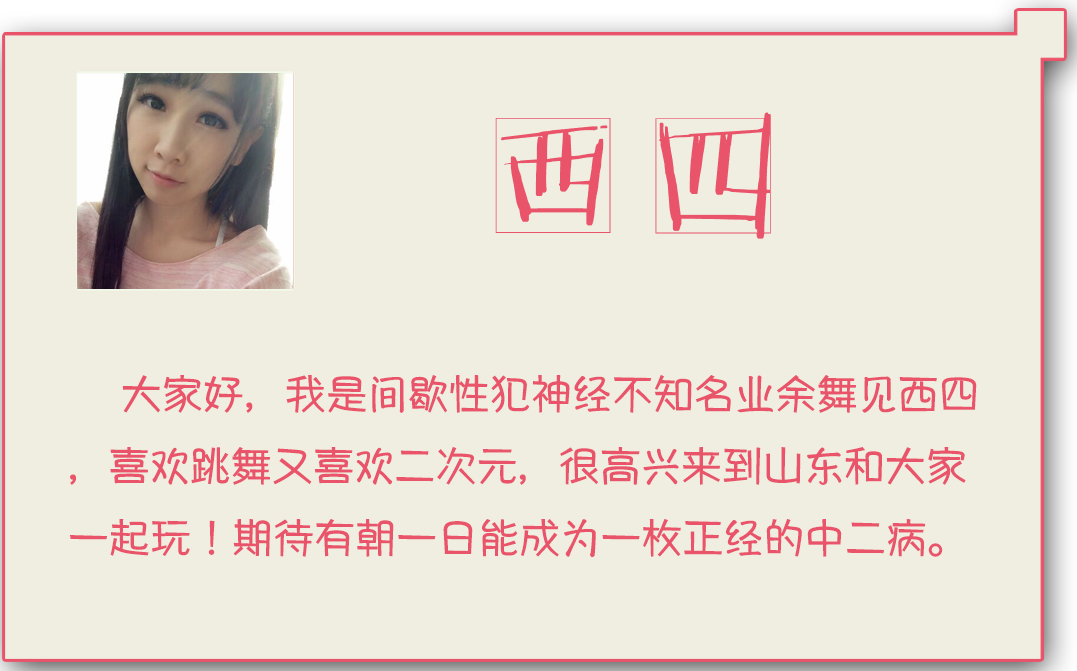 西四
大家好，我是间歇性犯神经不知名业余舞见西四
，喜欢跳舞又喜欢二次元，很高兴来到山东和大家
一起玩！期待有朝一日能成为一枚正经的中二病。